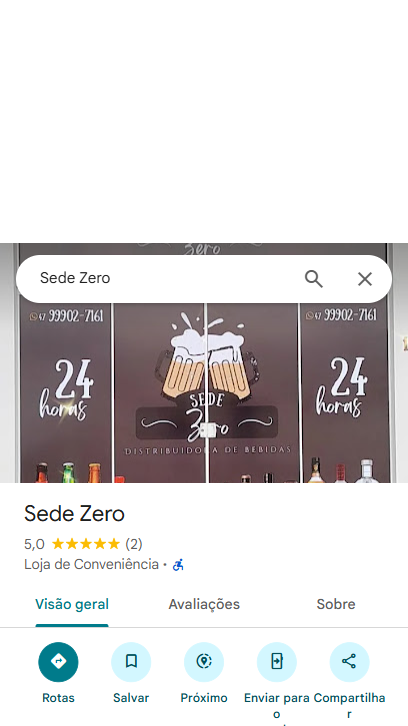 Zero
Sede Zero
47 99902-7161
47 99902-7161
24
horas
24
horas
SEDE
Zero
DISTRIBUIDORA DE BEBIDAS
Sede Zero
5,0
(2)
Loja de Conveniência ·
Visão geral
Avaliações
Sobre
Rotas
Salvar
Próximo
Enviar para
o
Compartilha
r